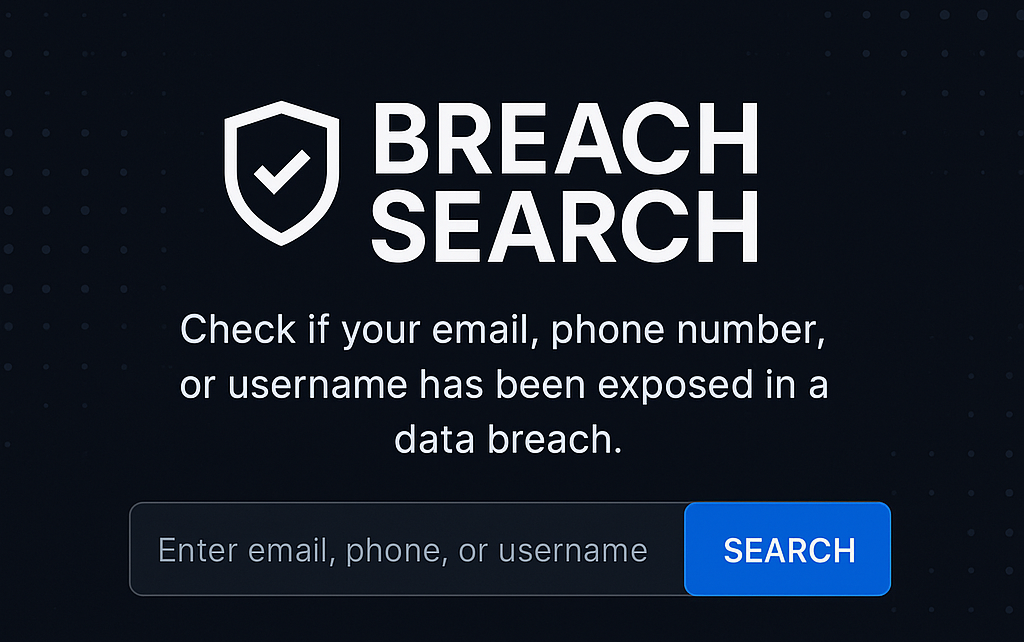 BREACH
SEARCH
Check if your email, phone number,
or username has been exposed in a
data breach.
Enter email, phone, or username
SEARCH